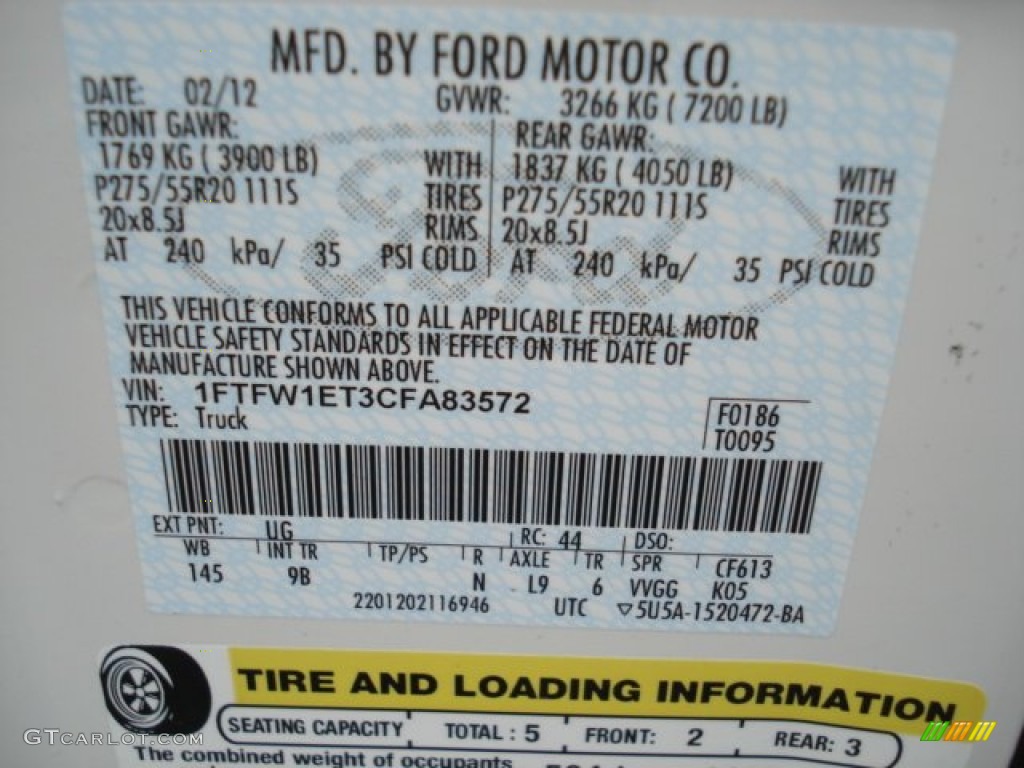 MFD. BY FORD MOTOR CO.
DATE: 02/12 GVWR: 3266 KG ( 7200 LB)
FRONT GAWR: REAR GAWR:
1769 KG ( 3900 LB) WITH 1837 KG ( 4050 LB) WITH
P275/55R20 111S TIRES P275/55R20 111S TIRES
20x8.5J RIMS 20x8.5J RIMS
AT 240 kPa/ 35 PSI COLD AT 240 kPa/ 35 PSI COLD
THIS VEHICLE CONFORMS TO ALL APPLICABLE FEDERAL MOTOR
VEHICLE SAFETY STANDARDS IN EFFECT ON THE DATE OF
MANUFACTURE SHOWN ABOVE.
VIN: 1FTFW1ET3CFA83572
TYPE: Truck
F0186
T0095
EXT PNT: UG RC: 44 DSO:
WB INT TR TP/PS R AXLE TR SPR CF613
145 9B N L9 6 VVGG K05
2201202116946 UTC ▽5U5A-1520472-BA
Ford
TIRE AND LOADING INFORMATION
SEATING CAPACITY TOTAL : 5 FRONT: 2 REAR: 3
The combined weight of occupants
GTCARLOT.COM